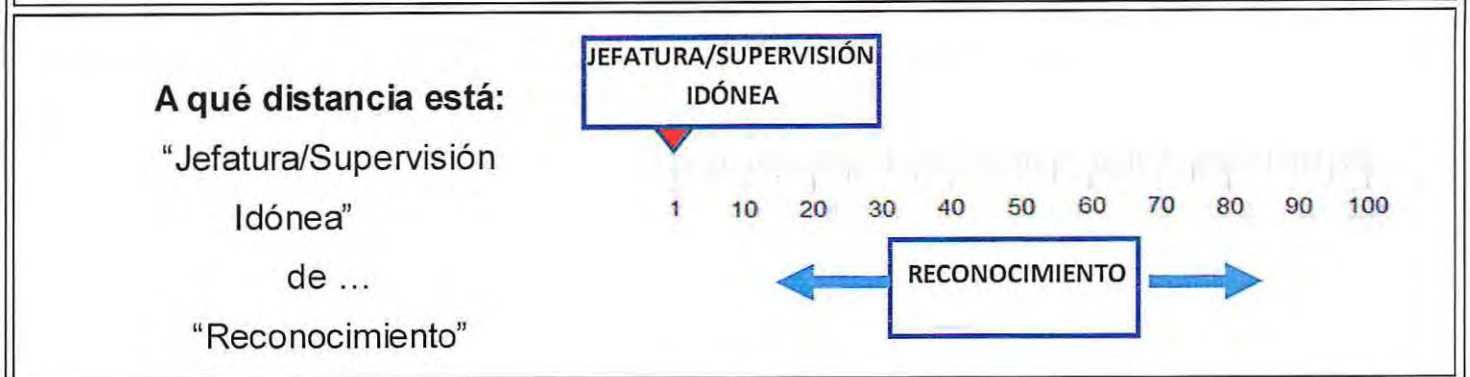 A qué distancia está:
“Jefatura/Supervisión
Idónea”
de ...
“Reconocimiento”
JEFATURA/SUPERVISIÓN
IDÓNEA
1 10 20 30 40 50 60 70 80 90 100
RECONOCIMIENTO